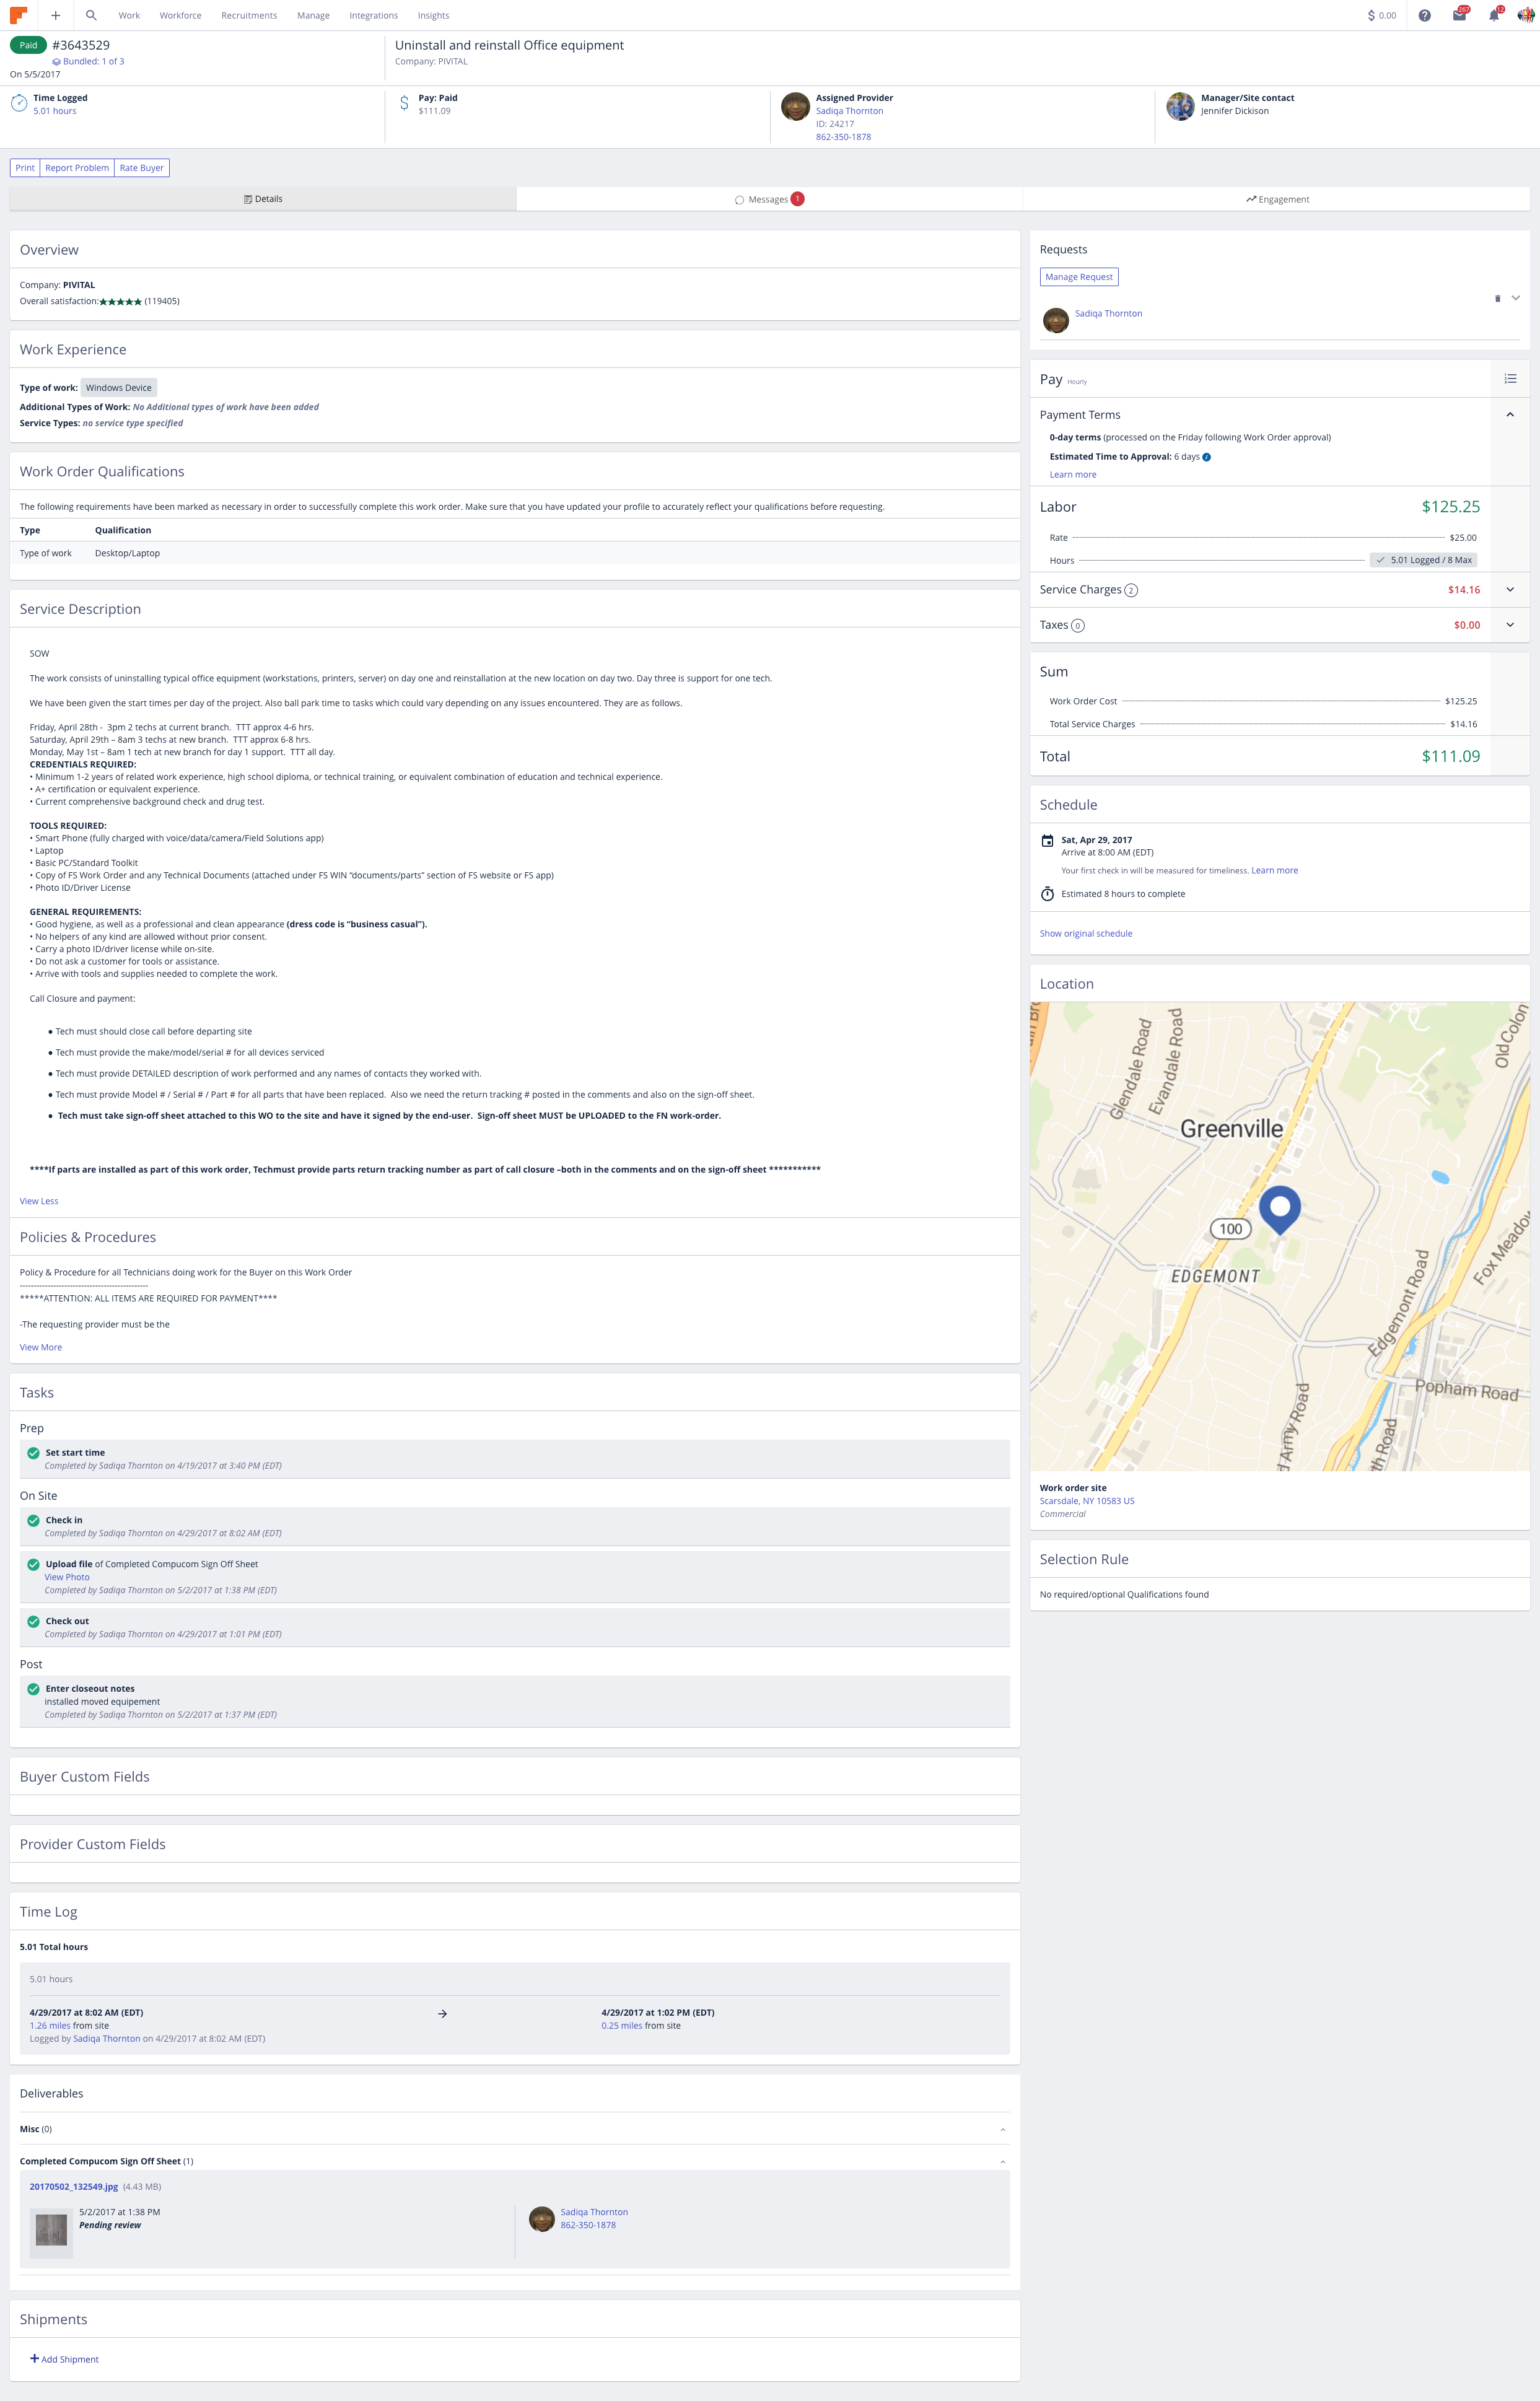 Work Workforce Recruitments Manage Integrations Insights
$ 0.00 267 12
Paid #3643529
Bundled: 1 of 3
On 5/5/2017
Uninstall and reinstall Office equipment
Company: PIVITAL
Time Logged
5.01 hours
Pay: Paid
$111.09
Assigned Provider
Sadiqa Thornton
ID: 24217
862-350-1878
Manager/Site contact
Jennifer Dickison
Print Report Problem Rate Buyer
Details Messages 1 Engagement
Overview
Company: PIVITAL
Overall satisfaction:★★★★★ (119405)
Work Experience
Type of work: Windows Device
Additional Types of Work: No Additional types of work have been added
Service Types: no service type specified
Work Order Qualifications
The following requirements have been marked as necessary in order to successfully complete this work order. Make sure that you have updated your profile to accurately reflect your qualifications before requesting.
Type Qualification
Type of work Desktop/Laptop
Service Description
SOW
The work consists of uninstalling typical office equipment (workstations, printers, server) on day one and reinstallation at the new location on day two. Day three is support for one tech.
We have been given the start times per day of the project. Also ball park time to tasks which could vary depending on any issues encountered. They are as follows.
Friday, April 28th - 3pm 2 techs at current branch. TTT approx 4-6 hrs.
Saturday, April 29th – 8am 3 techs at new branch. TTT approx 6-8 hrs.
Monday, May 1st – 8am 1 tech at new branch for day 1 support. TTT all day.
CREDENTIALS REQUIRED:
• Minimum 1-2 years of related work experience, high school diploma, or technical training, or equivalent combination of education and technical experience.
• A+ certification or equivalent experience.
• Current comprehensive background check and drug test.
TOOLS REQUIRED:
• Smart Phone (fully charged with voice/data/camera/Field Solutions app)
• Laptop
• Basic PC/Standard Toolkit
• Copy of FS Work Order and any Technical Documents (attached under FS WIN “documents/parts” section of FS website or FS app)
• Photo ID/Driver License
GENERAL REQUIREMENTS:
• Good hygiene, as well as a professional and clean appearance (dress code is “business casual”).
• No helpers of any kind are allowed without prior consent.
• Carry a photo ID/driver license while on-site.
• Do not ask a customer for tools or assistance.
• Arrive with tools and supplies needed to complete the work.
Call Closure and payment:
● Tech must should close call before departing site
● Tech must provide the make/model/serial # for all devices serviced
● Tech must provide DETAILED description of work performed and any names of contacts they worked with.
● Tech must provide Model # / Serial # / Part # for all parts that have been replaced. Also we need the return tracking # posted in the comments and also on the sign-off sheet.
● Tech must take sign-off sheet attached to this WO to the site and have it signed by the end-user. Sign-off sheet MUST be UPLOADED to the FN work-order.
****If parts are installed as part of this work order, Techmust provide parts return tracking number as part of call closure –both in the comments and on the sign-off sheet ***********
View Less
Policies & Procedures
Policy & Procedure for all Technicians doing work for the Buyer on this Work Order
----------------------------------------------
*****ATTENTION: ALL ITEMS ARE REQUIRED FOR PAYMENT****
-The requesting provider must be the
View More
Tasks
Prep
Set start time
Completed by Sadiqa Thornton on 4/19/2017 at 3:40 PM (EDT)
On Site
Check in
Completed by Sadiqa Thornton on 4/29/2017 at 8:02 AM (EDT)
Upload file of Completed Compucom Sign Off Sheet
View Photo
Completed by Sadiqa Thornton on 5/2/2017 at 1:38 PM (EDT)
Check out
Completed by Sadiqa Thornton on 4/29/2017 at 1:01 PM (EDT)
Post
Enter closeout notes
installed moved equipement
Completed by Sadiqa Thornton on 5/2/2017 at 1:37 PM (EDT)
Buyer Custom Fields
Provider Custom Fields
Time Log
5.01 Total hours
5.01 hours
4/29/2017 at 8:02 AM (EDT) → 4/29/2017 at 1:02 PM (EDT)
1.26 miles from site 0.25 miles from site
Logged by Sadiqa Thornton on 4/29/2017 at 8:02 AM (EDT)
Deliverables
Misc (0)
Completed Compucom Sign Off Sheet (1)
20170502_132549.jpg (4.43 MB)
5/2/2017 at 1:38 PM
Pending review
Sadiqa Thornton
862-350-1878
Shipments
+ Add Shipment
Requests
Manage Request
Sadiqa Thornton
Pay Hourly
Payment Terms
0-day terms (processed on the Friday following Work Order approval)
Estimated Time to Approval: 6 days
Learn more
Labor $125.25
Rate $25.00
Hours 5.01 Logged / 8 Max
Service Charges 2 $14.16
Taxes 0 $0.00
Sum
Work Order Cost $125.25
Total Service Charges $14.16
Total $111.09
Schedule
Sat, Apr 29, 2017
Arrive at 8:00 AM (EDT)
Your first check in will be measured for timeliness. Learn more
Estimated 8 hours to complete
Show original schedule
Location
Glendale Road
Evandale Road
Old Colon
Greenville
100
EDGEMONT
Fox Meadow
Edgemont Road
Popham Road
d Army Road
th Road
Work order site
Scarsdale, NY 10583 US
Commercial
Selection Rule
No required/optional Qualifications found